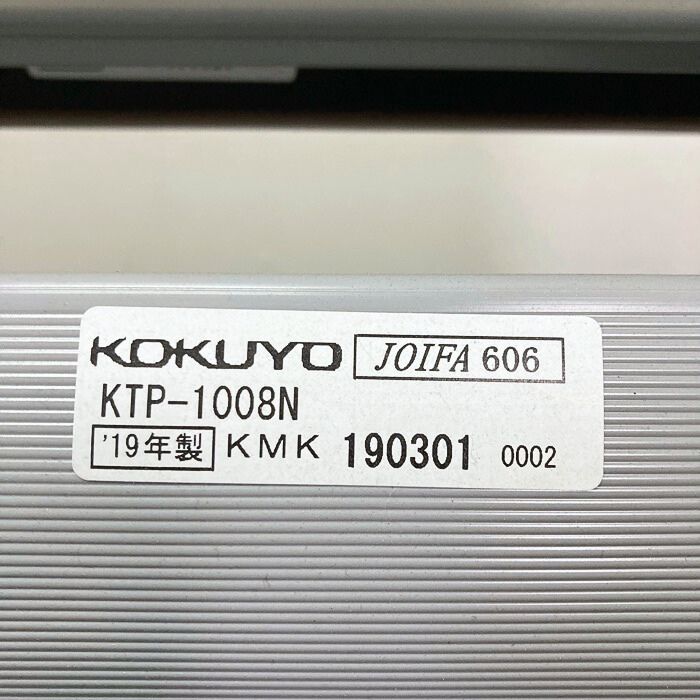 KOKUYO JOIFA 606
KTP-1008N
'19年製 KMK 190301 0002